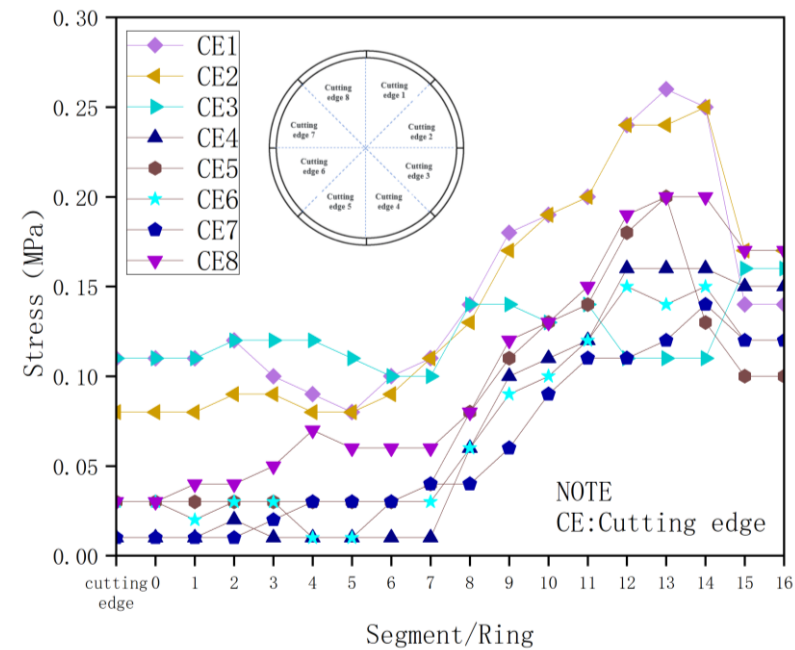 0.30
0.25
0.20
0.15
0.10
0.05
0.00
Stress (MPa)
CE1
CE2
CE3
CE4
CE5
CE6
CE7
CE8
Cutting
edge 8
Cutting
edge 1
Cutting
edge 7
Cutting
edge 2
Cutting
edge 6
Cutting
edge 3
Cutting
edge 5
Cutting
edge 4
NOTE
CE:Cutting edge
cutting 0 1 2 3 4 5 6 7 8 9 10 11 12 13 14 15 16
edge
Segment/Ring